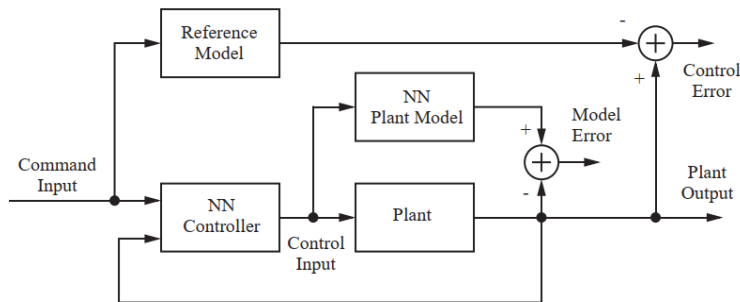 -
Reference
Model
+
Control
Error
NN
Plant Model
+
Model
Error
Command
Input
-
Plant
Output
NN
Controller
Plant
Control
Input